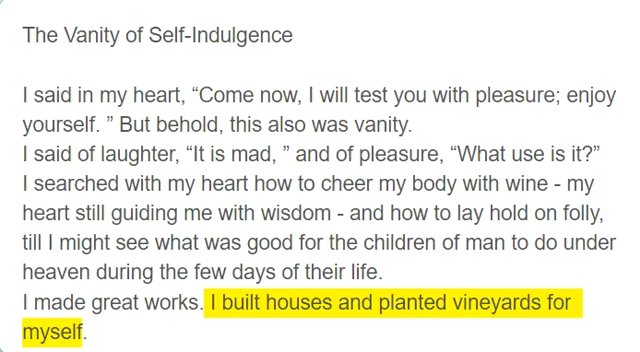 The Vanity of Self-Indulgence
I said in my heart, “Come now, I will test you with pleasure; enjoy
yourself. ” But behold, this also was vanity.
I said of laughter, “It is mad, ” and of pleasure, “What use is it?”
I searched with my heart how to cheer my body with wine - my
heart still guiding me with wisdom - and how to lay hold on folly,
till I might see what was good for the children of man to do under
heaven during the few days of their life.
I made great works. I built houses and planted vineyards for
myself.